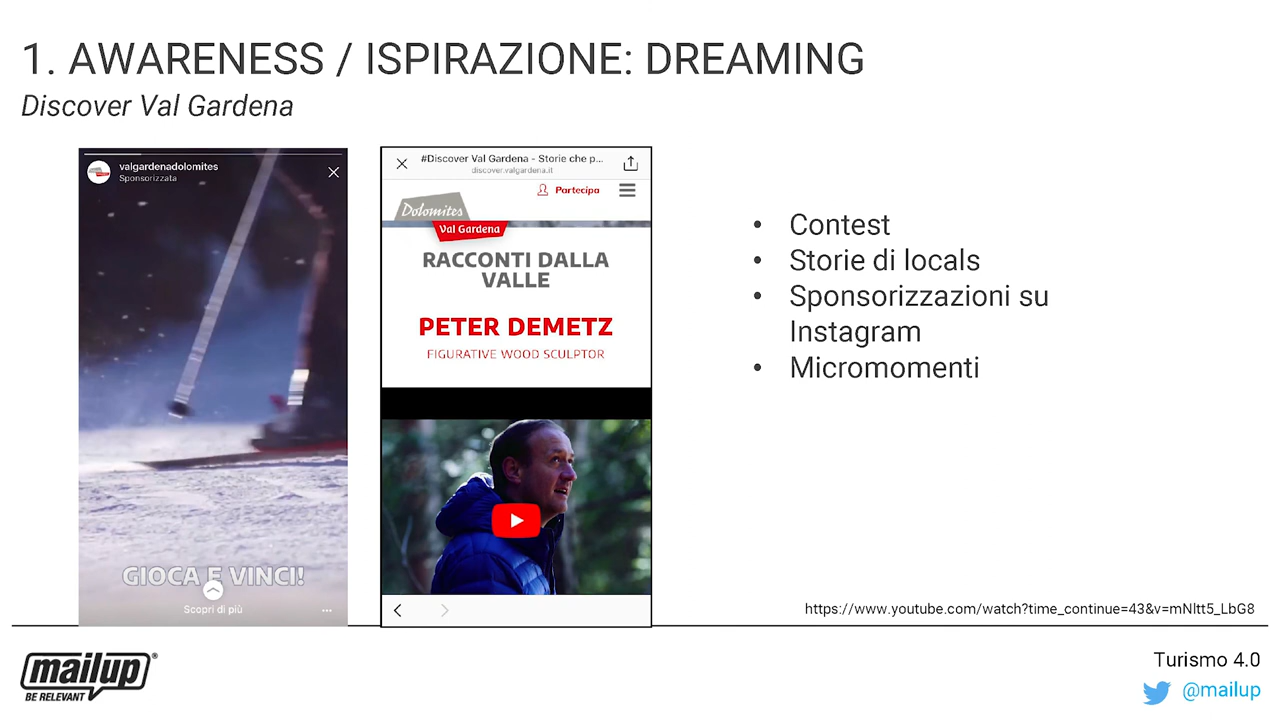 1. AWARENESS / ISPIRAZIONE: DREAMING
Discover Val Gardena
valgardenadolomites
Sponsorizzata
GIOCA E VINCI!
Scopri di più
#Discover Val Gardena - Storie che p...
discover.valgardena.it
Partecipa
Dolomites
Val Gardena
RACCONTI DALLA
VALLE
PETER DEMETZ
FIGURATIVE WOOD SCULPTOR
• Contest
• Storie di locals
• Sponsorizzazioni su
Instagram
• Micromomenti
https://www.youtube.com/watch?time_continue=43&v=mNltt5_LbG8
mailup®
BE RELEVANT
Turismo 4.0
@mailup